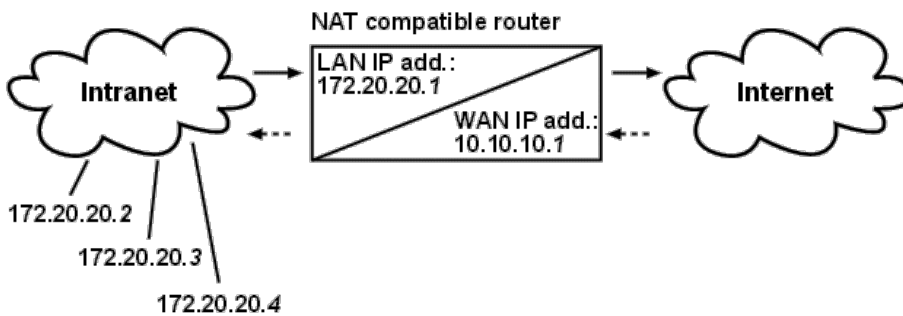 NAT compatible router
LAN IP add.:
172.20.20.1
Intranet
Internet
WAN IP add.:
10.10.10.1
172.20.20.2
172.20.20.3
172.20.20.4